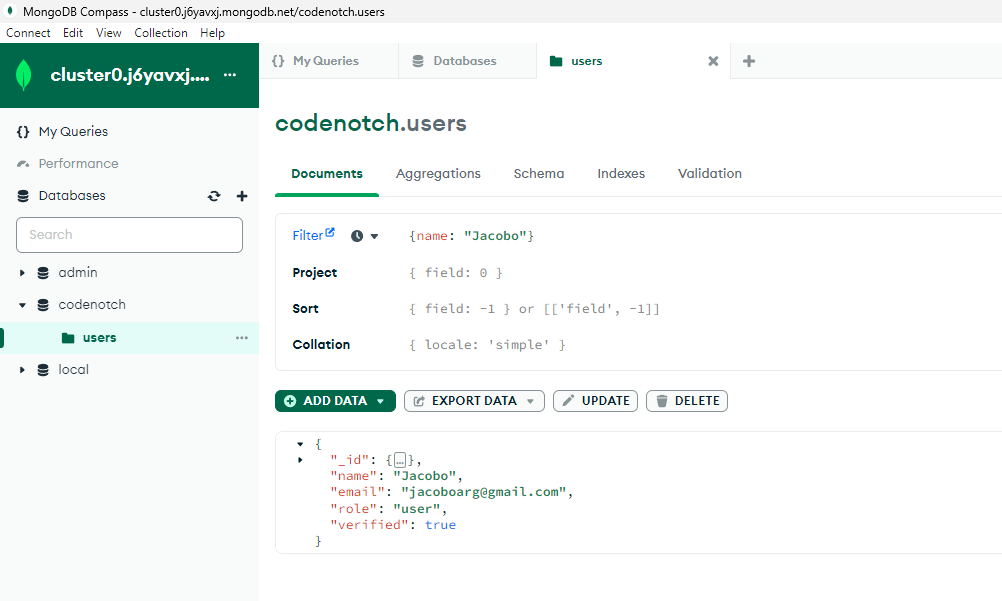 MongoDB Compass - cluster0.j6yavxj.mongodb.net/codenotch.users
Connect Edit View Collection Help
cluster0.j6yavxj.... ...
{} My Queries
Performance
Databases
Search
admin
codenotch
users ...
local
{} My Queries
Databases
users
codenotch.users
Documents Aggregations Schema Indexes Validation
Filter {name: "Jacobo"}
Project { field: 0 }
Sort { field: -1 } or [['field', -1]]
Collation { locale: 'simple' }
ADD DATA EXPORT DATA UPDATE DELETE
{
"_id": {...},
"name": "Jacobo",
"email": "jacoboarg@gmail.com",
"role": "user",
"verified": true
}